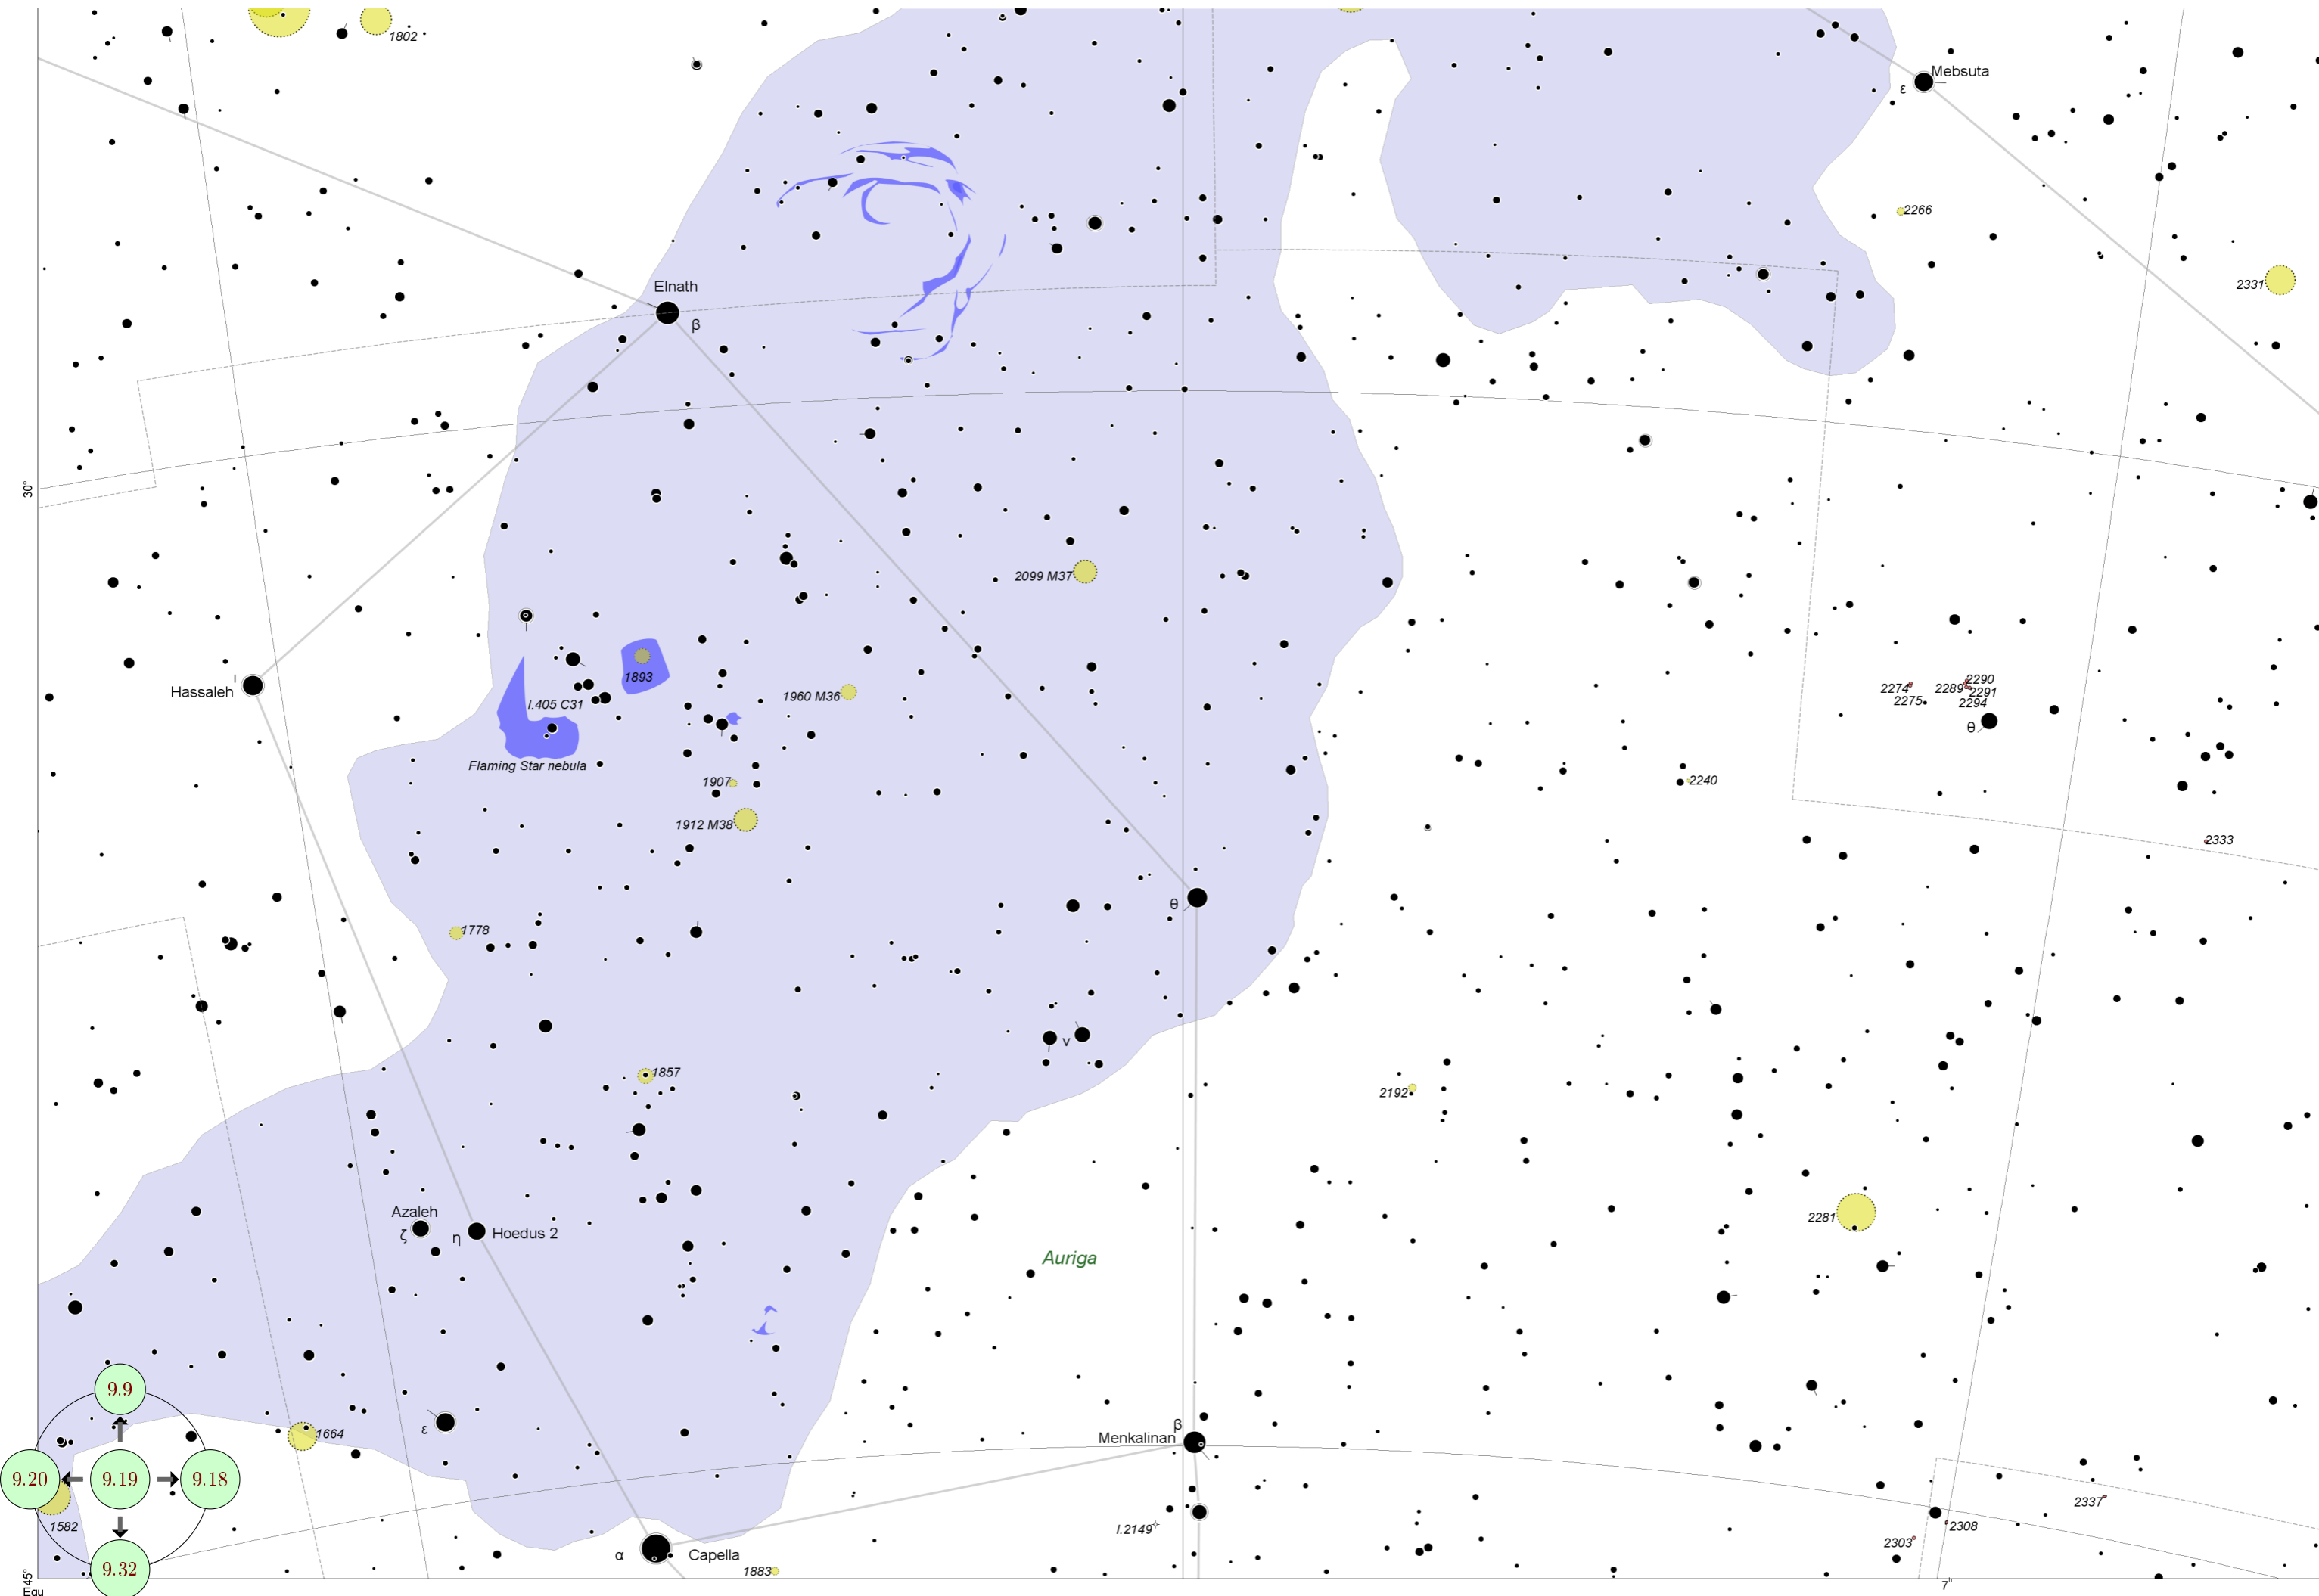 1802
Mebsuta
ε
2266
2331
Elnath
β
30°
2099 M37
1893
Hassaleh
ι
I.405 C31
1960 M36
2290
2274
2289
2291
2275
2294
θ
Flaming Star nebula
1907
2240
1912 M38
2333
θ
1778
ν
1857
2192
Azaleh
ζ
η
Hoedus 2
2281
Auriga
9.9
ε
1664
β
Menkalinan
9.20
9.19
9.18
1582
2337
I.2149
2308
2303
α
Capella
9.32
1883
45°
Equ
7h